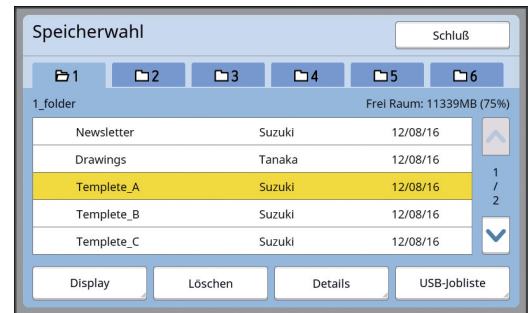 Speicherwahl Schluß
1 2 3 4 5 6
1_folder Frei Raum: 11339MB (75%)
Newsletter Suzuki 12/08/16
Drawings Tanaka 12/08/16
Templete_A Suzuki 12/08/16
Templete_B Suzuki 12/08/16
Templete_C Suzuki 12/08/16
1
/
2
Display Löschen Details USB-Jobliste